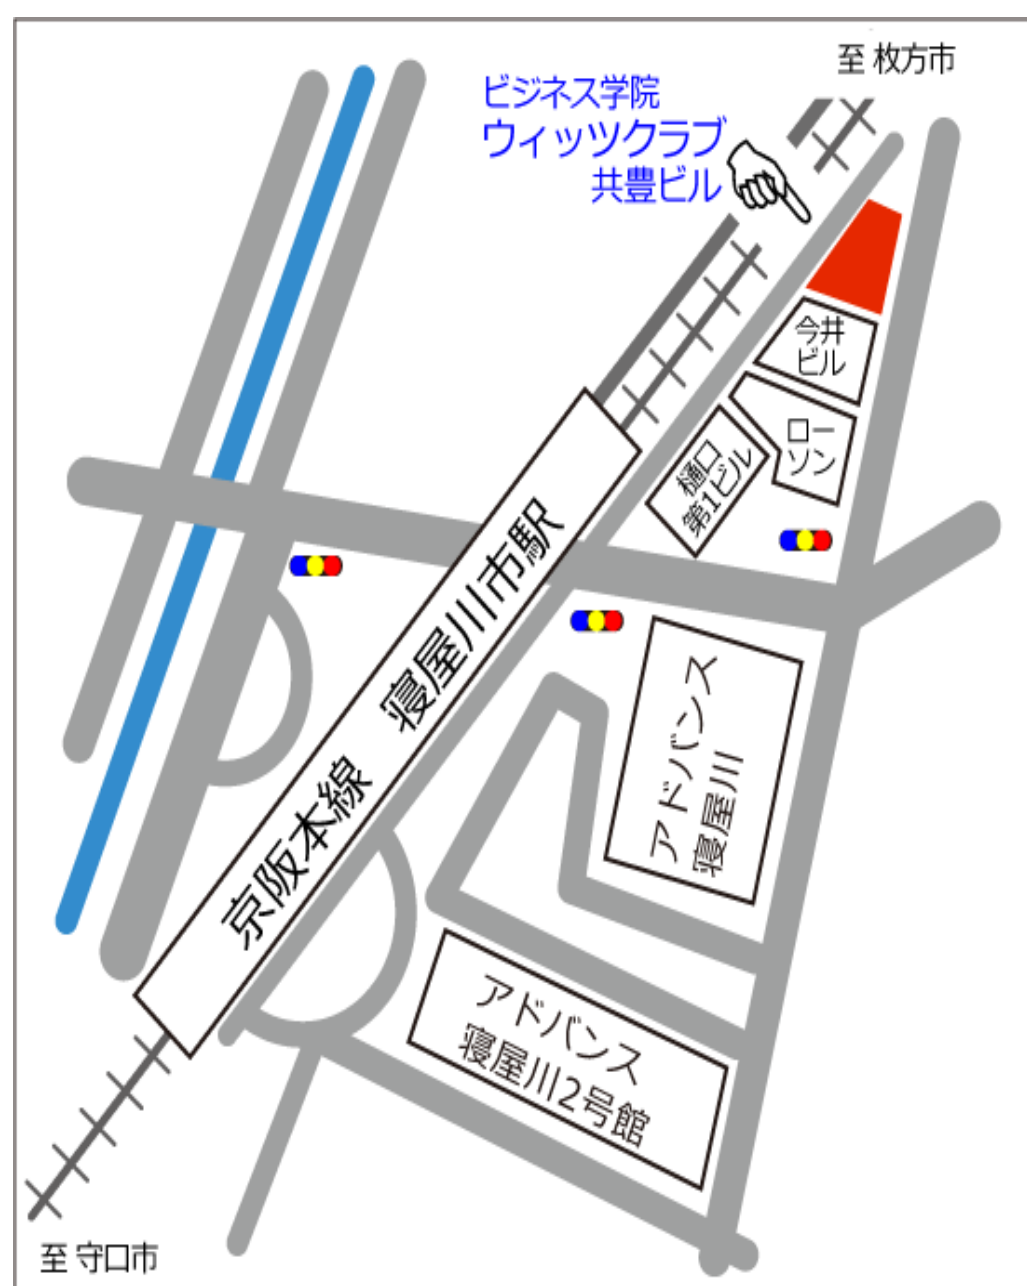 至 枚方市
ビジネス学院
ウィッツクラブ
共豊ビル
今井
ビル
ロー
ソン
樋口
第1ビル
京阪本線 寝屋川市駅
アドバンス
寝屋川
アドバンス
寝屋川2号館
至 守口市